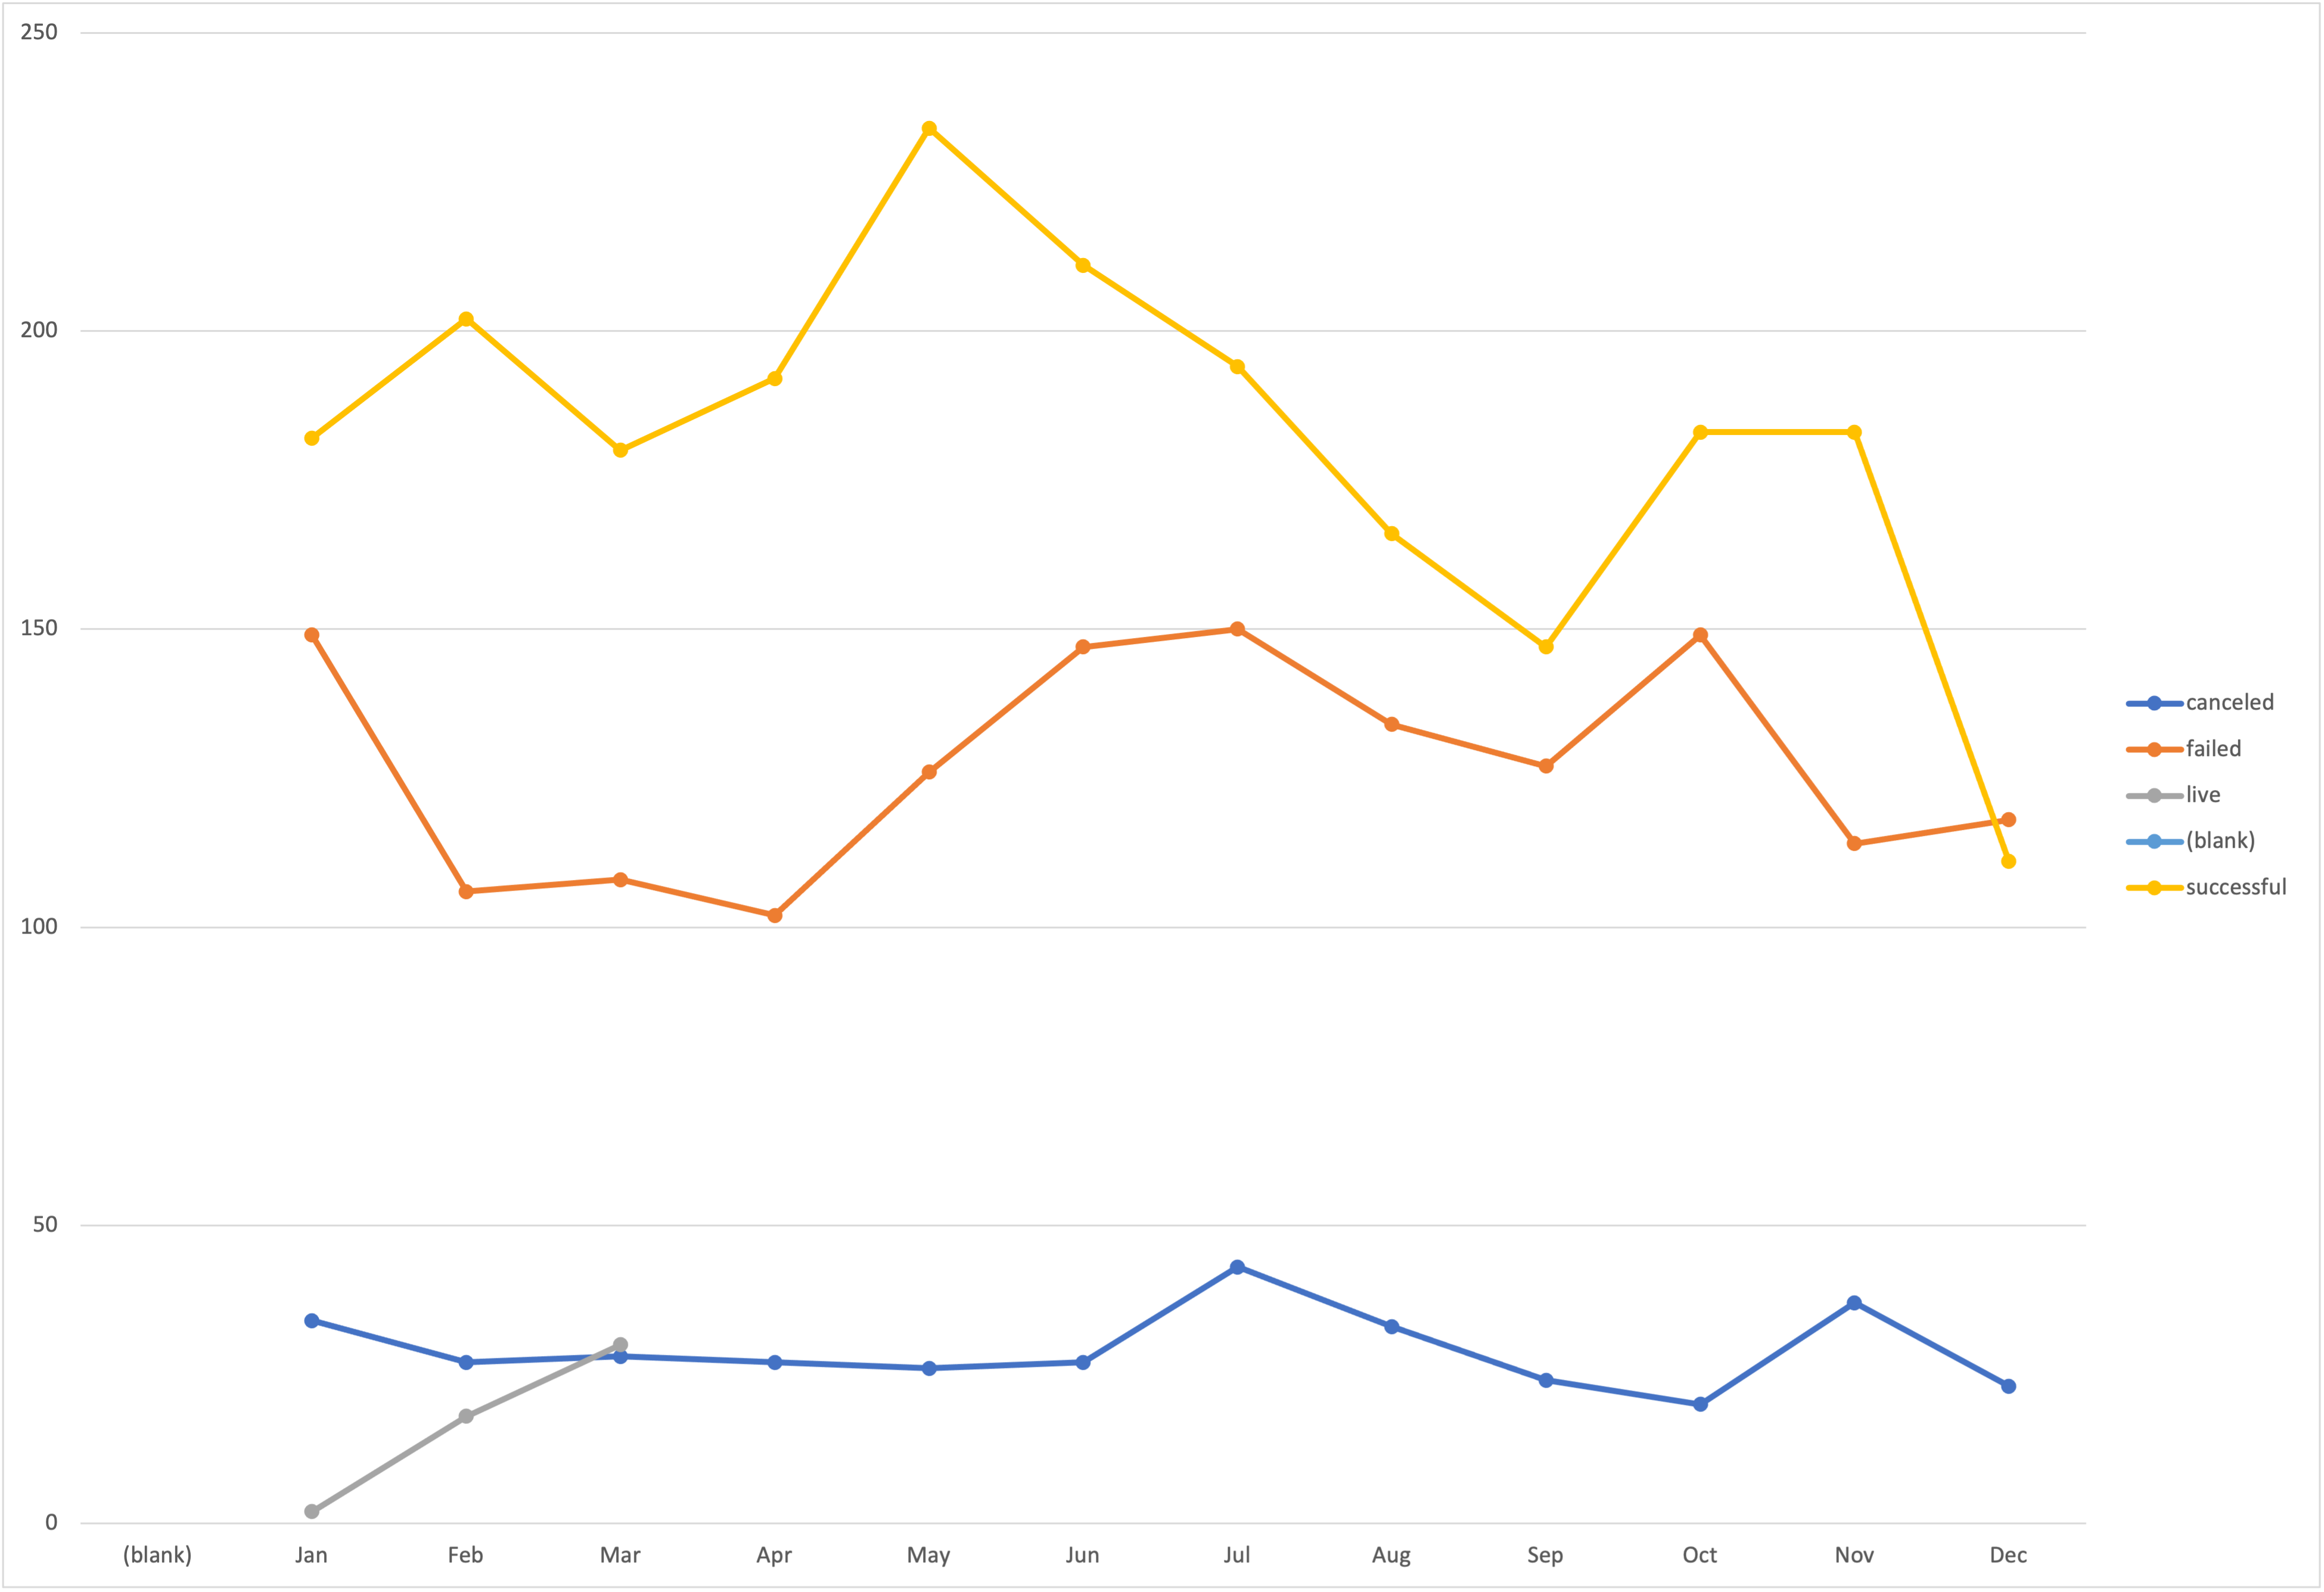 250
200
150
100
50
0
(blank) Jan Feb Mar Apr May Jun Jul Aug Sep Oct Nov Dec
canceled
failed
live
(blank)
successful